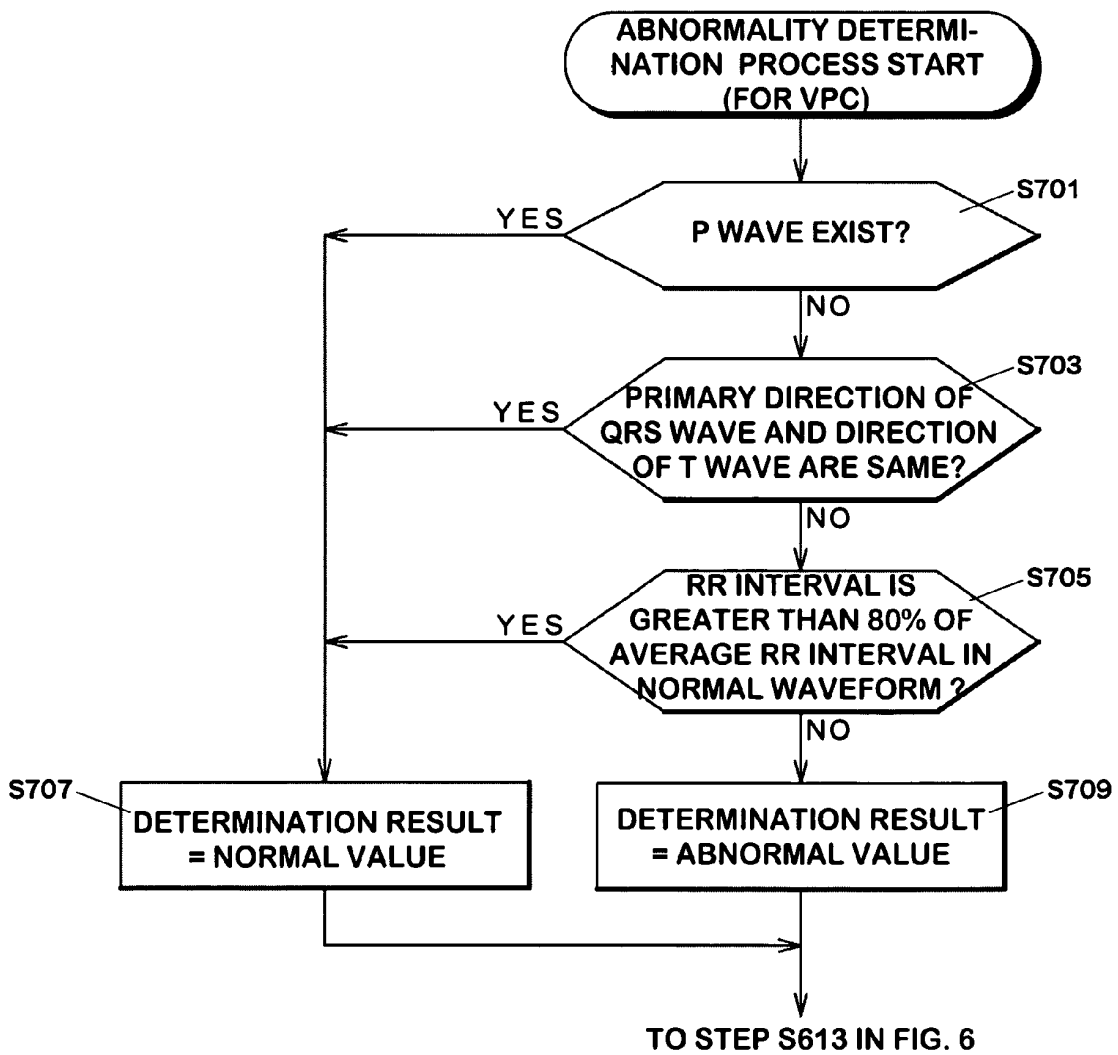 ABNORMALITY DETERMI-
NATION PROCESS START
(FOR VPC)
S701
YES
P WAVE EXIST?
NO
S703
YES
PRIMARY DIRECTION OF
QRS WAVE AND DIRECTION
OF T WAVE ARE SAME?
NO
S705
YES
RR INTERVAL IS
GREATER THAN 80% OF
AVERAGE RR INTERVAL IN
NORMAL WAVEFORM ?
NO
S707
DETERMINATION RESULT
= NORMAL VALUE
S709
DETERMINATION RESULT
= ABNORMAL VALUE
TO STEP S613 IN FIG. 6